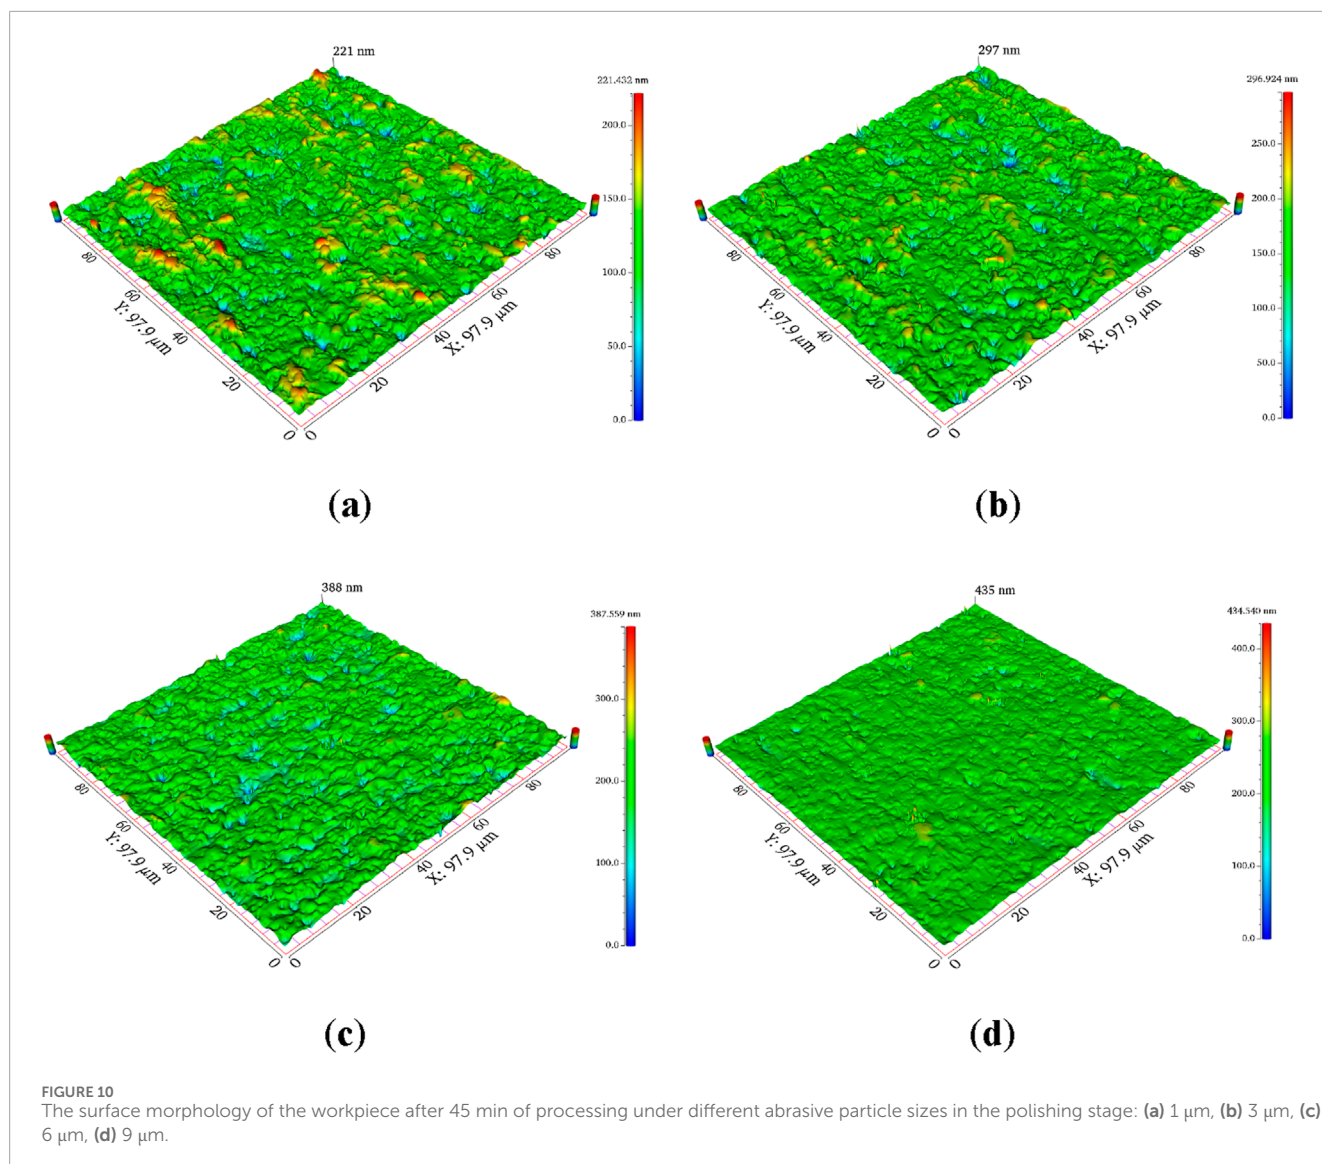 221 nm
221.432 nm
200.0
150.0
100.0
50.0
0.0
80
60
40
20
0
Y: 97.9 µm
0
20
40
60
80
X: 97.9 µm
(a)
297 nm
296.924 nm
250.0
200.0
150.0
100.0
50.0
0.0
80
60
40
20
0
Y: 97.9 µm
0
20
40
60
80
X: 97.9 µm
(b)
388 nm
387.559 nm
300.0
200.0
100.0
0.0
80
60
40
20
0
Y: 97.9 µm
0
20
40
60
80
X: 97.9 µm
(c)
435 nm
434.540 nm
400.0
300.0
200.0
100.0
0.0
80
60
40
20
0
Y: 97.9 µm
0
20
40
60
80
X: 97.9 µm
(d)
FIGURE 10
The surface morphology of the workpiece after 45 min of processing under different abrasive particle sizes in the polishing stage: (a) 1 µm, (b) 3 µm, (c)
6 µm, (d) 9 µm.